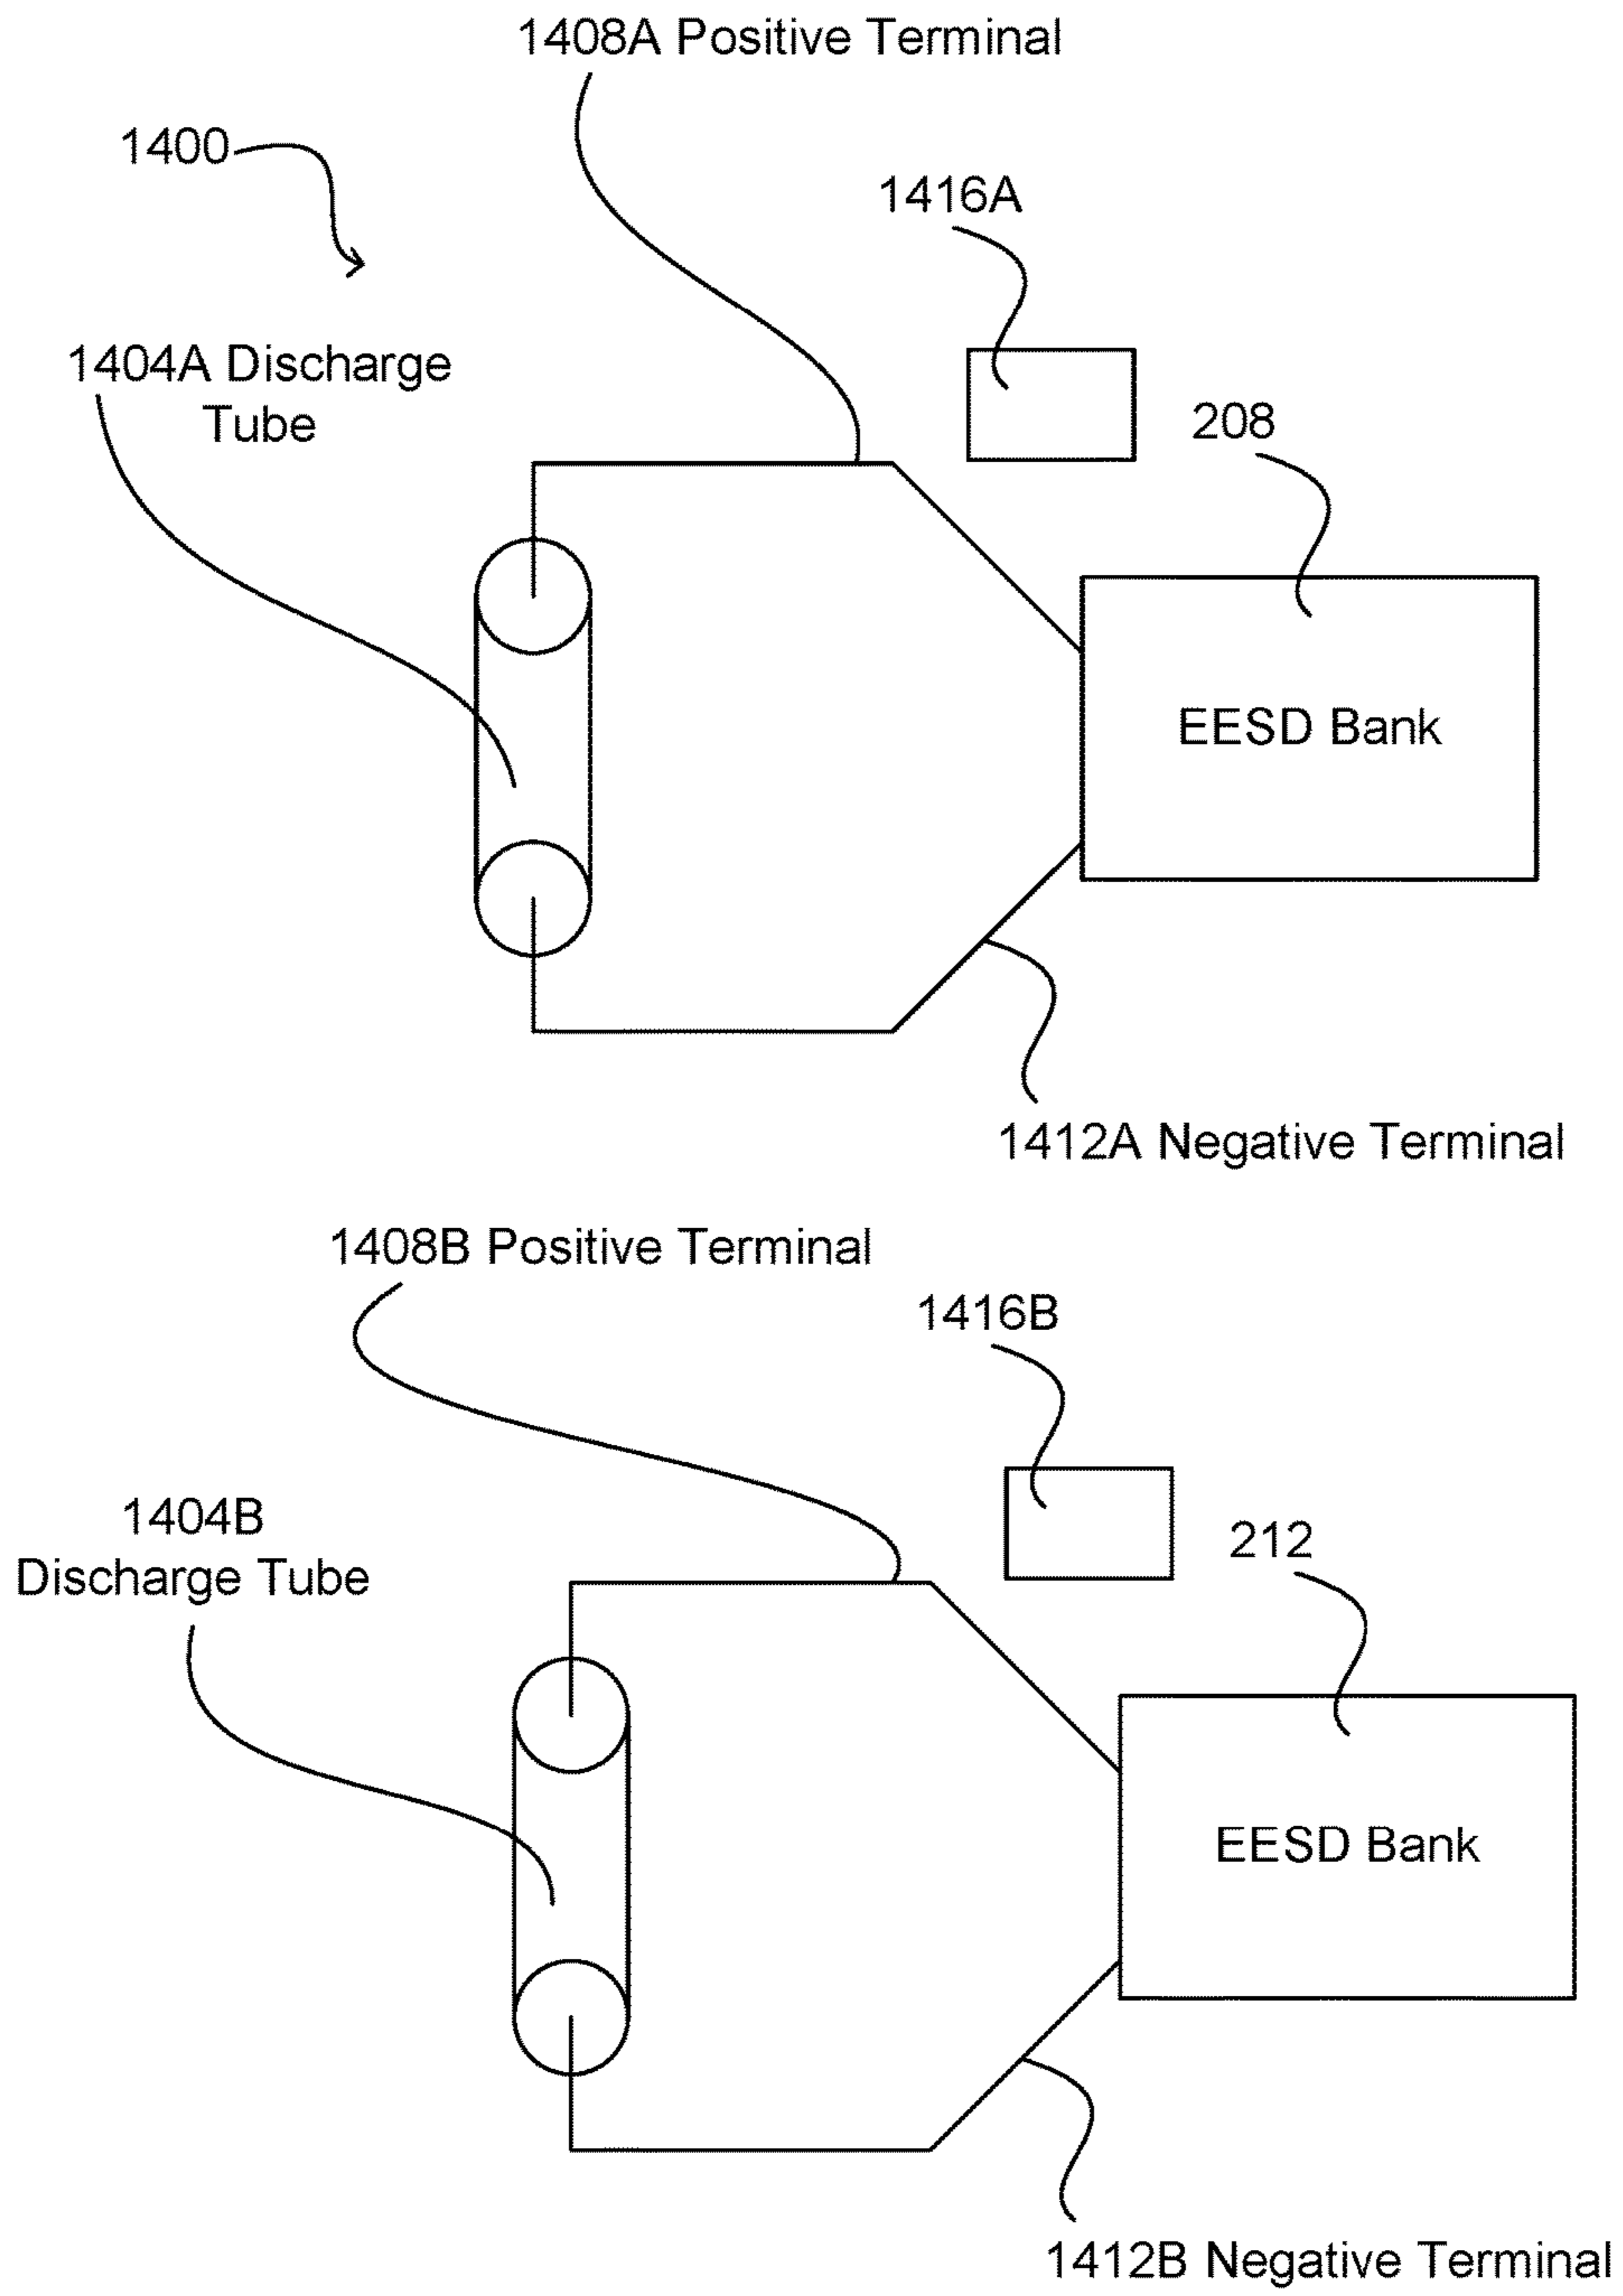 1408A Positive Terminal
1400
1416A
1404A Discharge
Tube
208
EESD Bank
1412A Negative Terminal
1408B Positive Terminal
1416B
1404B
Discharge Tube
212
EESD Bank
1412B Negative Terminal